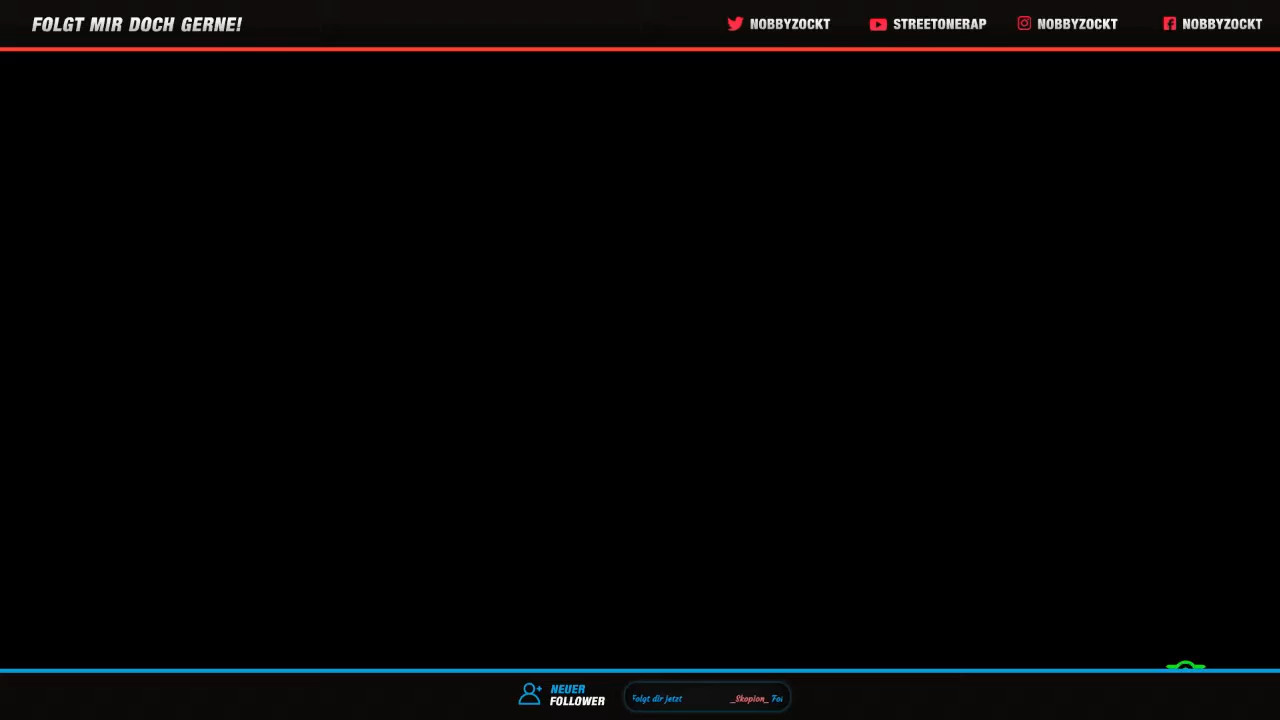 FOLGT MIR DOCH GERNE! NOBBYZOCKT STREETONERAP NOBBYZOCKT NOBBYZOCKT
NEUER
FOLLOWER
Folgt dir jetzt _Skopion_